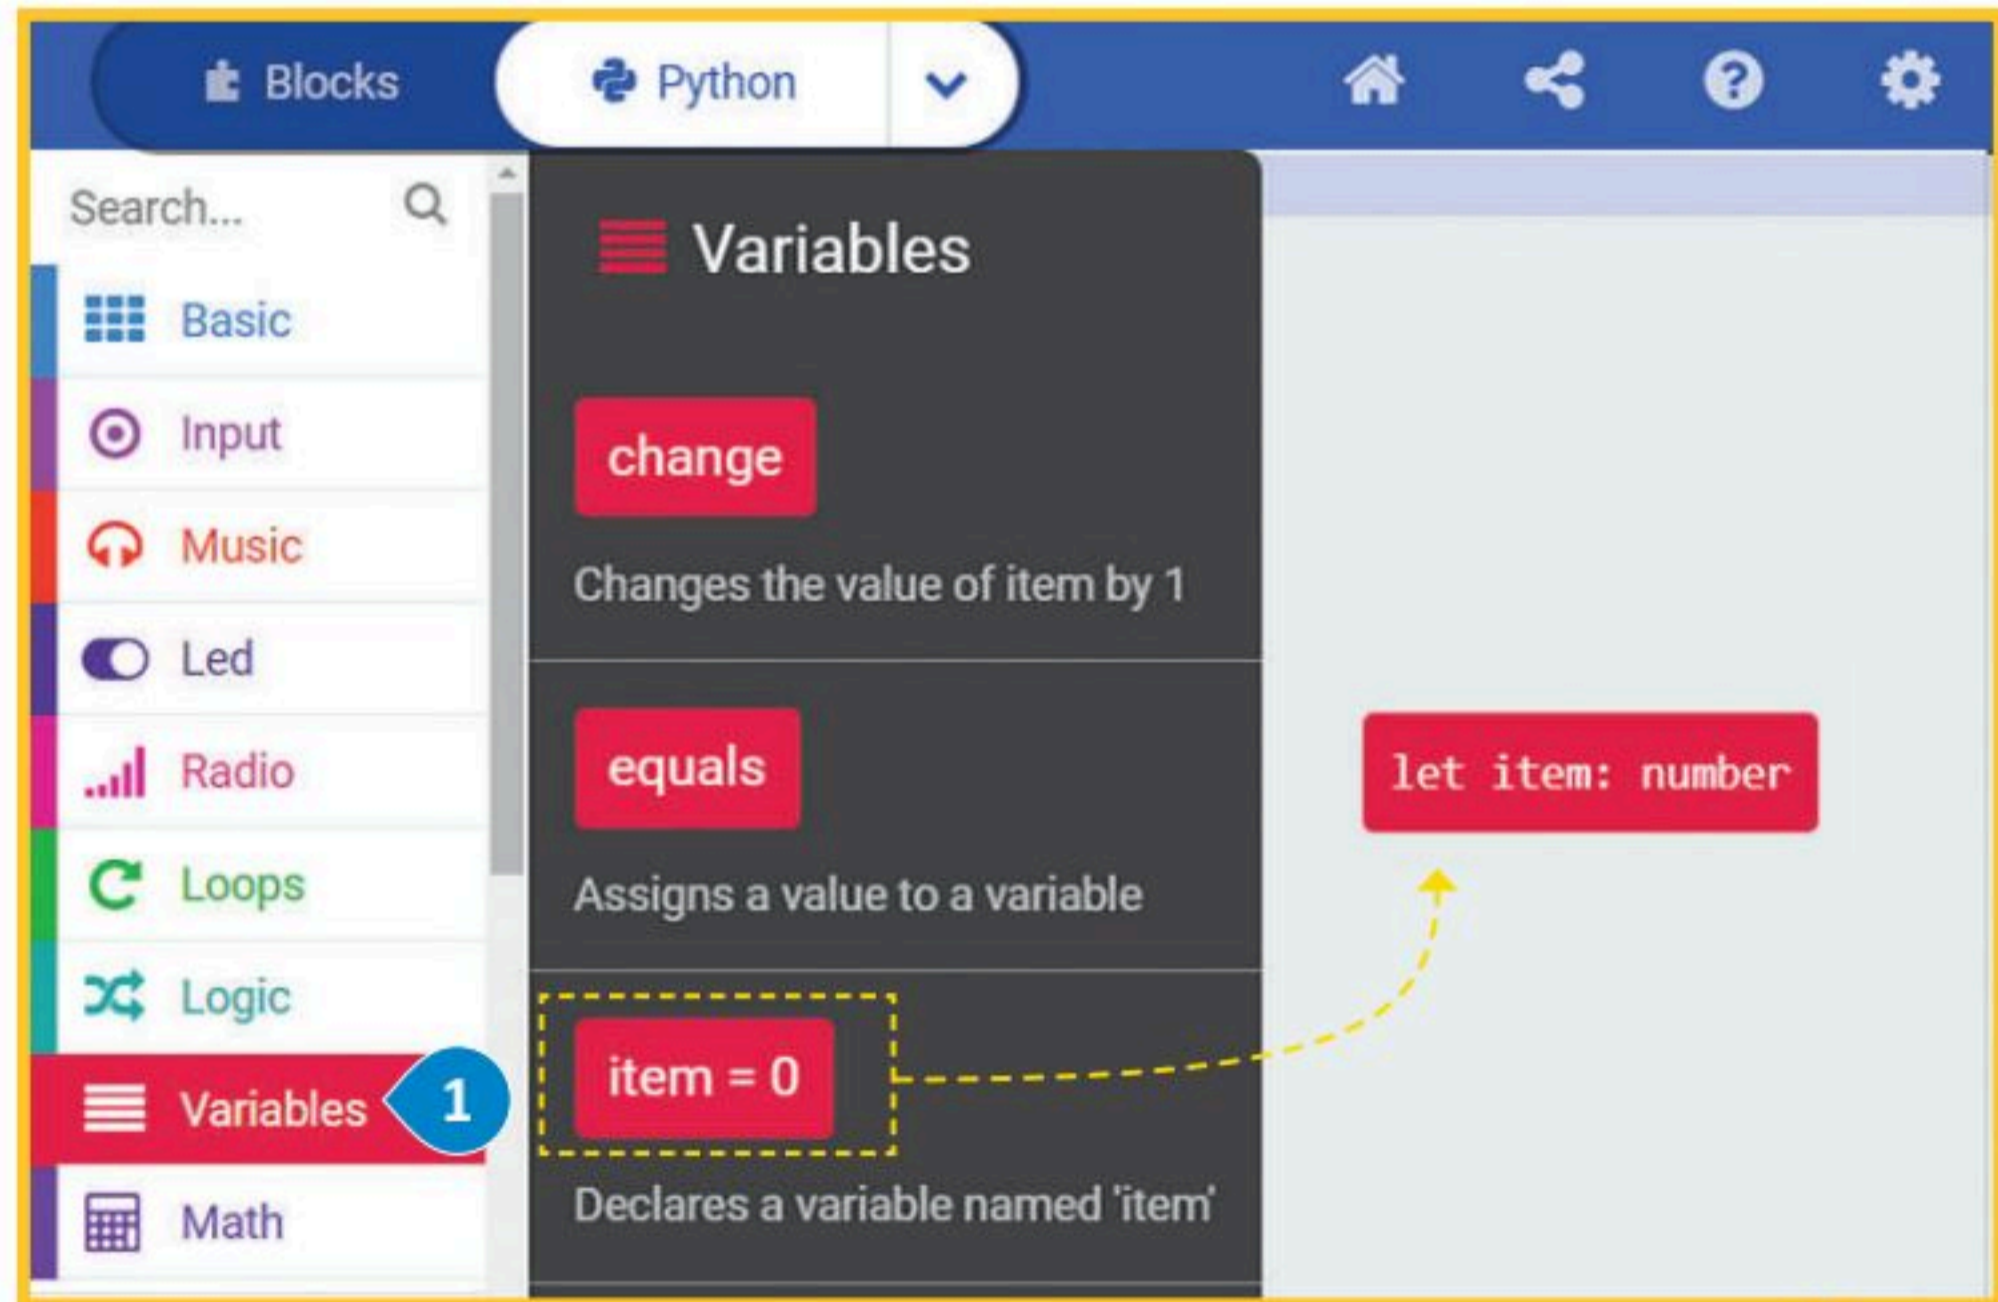 Blocks
Python
Search...
Basic
Input
Music
Led
Radio
Loops
Logic
Variables
1
Math
Variables
change
Changes the value of item by 1
equals
Assigns a value to a variable
item = 0
Declares a variable named 'item'
let item: number